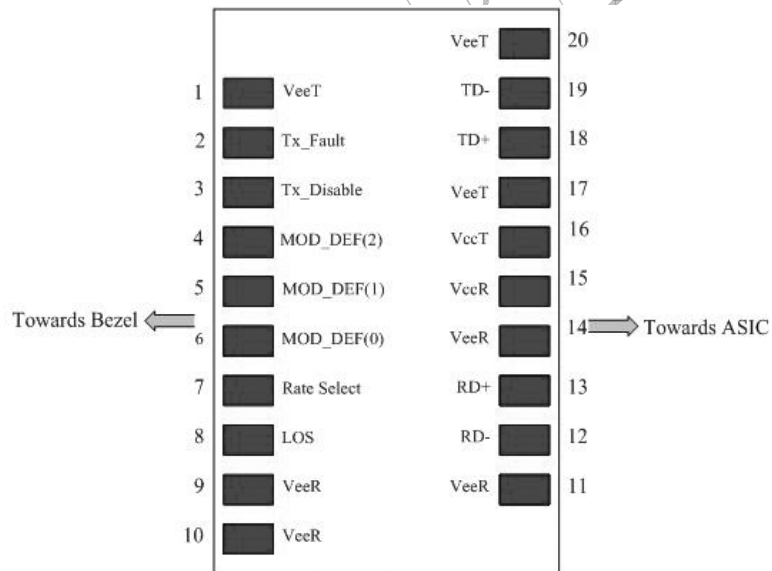 VeeT 20
1 VeeT TD- 19
2 Tx_Fault TD+ 18
3 Tx_Disable VeeT 17
4 MOD_DEF(2) VccT 16
5 MOD_DEF(1) VccR 15
Towards Bezel 6 MOD_DEF(0) VeeR 14 Towards ASIC
7 Rate Select RD+ 13
8 LOS RD- 12
9 VeeR VeeR 11
10 VeeR